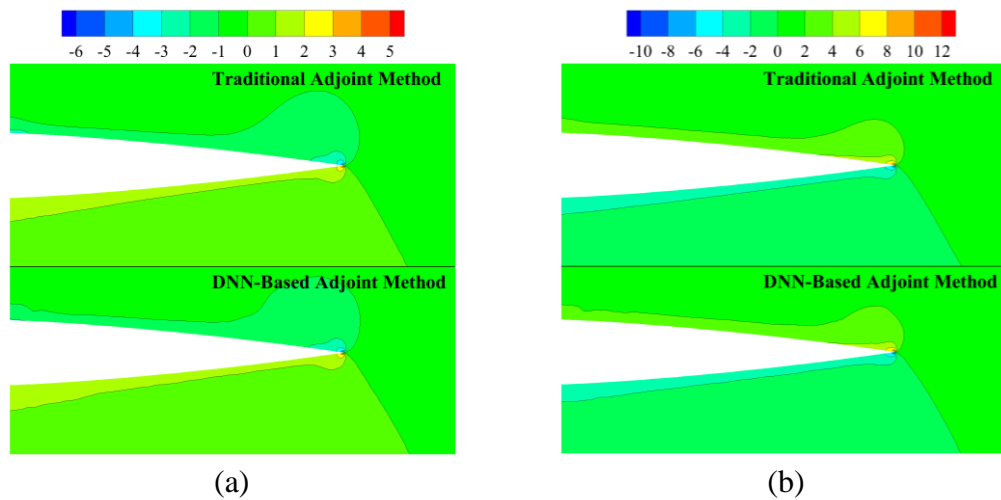 -6 -4 -3 -2 -1 0 1 2 3 4 5
Traditional Adjoint Method
DNN-Based Adjoint Method
(a)
-10 -8 -6 -4 -2 0 2 4 6 8 10 12
Traditional Adjoint Method
DNN-Based Adjoint Method
(b)